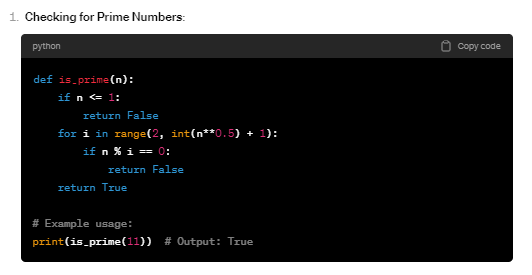 1. Checking for Prime Numbers:
python Copy code
def is_prime(n):
    if n <= 1:
        return False
    for i in range(2, int(n**0.5) + 1):
        if n % i == 0:
            return False
    return True
# Example usage:
print(is_prime(11))  # Output: True